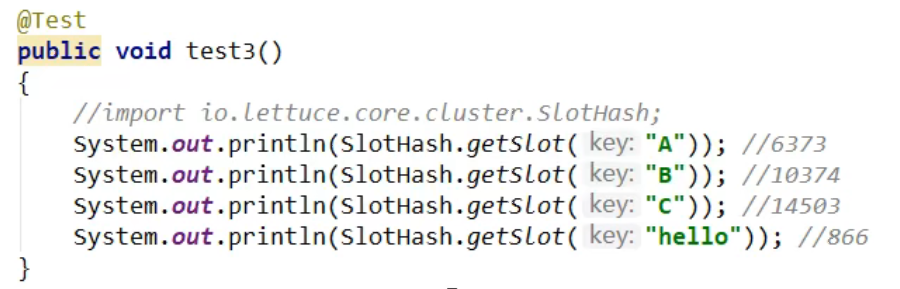 @Test
public void test3()
{
//import io.lettuce.core.cluster.SlotHash;
System.out.println(SlotHash.getSlot( key: "A")); //6373
System.out.println(SlotHash.getSlot( key: "B")); //10374
System.out.println(SlotHash.getSlot( key: "C")); //14503
System.out.println(SlotHash.getSlot( key: "hello")); //866
}